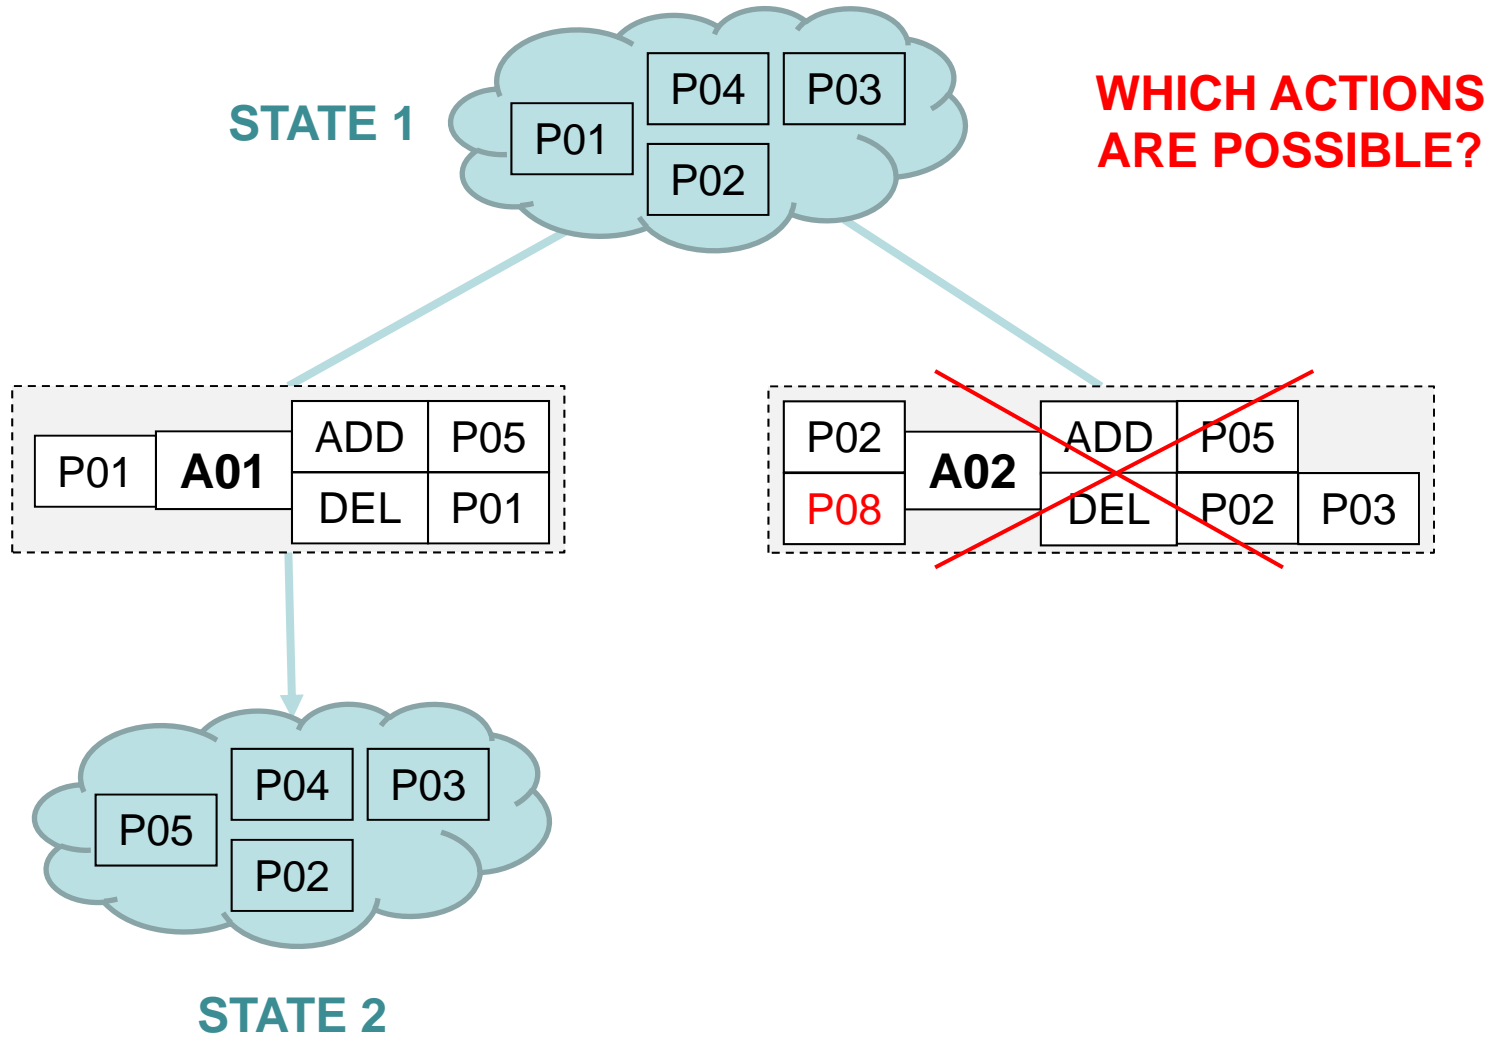 STATE 1
P04 P03
P01
P02
WHICH ACTIONS
ARE POSSIBLE?
ADD P05
P01 A01
DEL P01
P02 ADD P05
A02
P08 DEL P02 P03
P04 P03
P05
P02
STATE 2